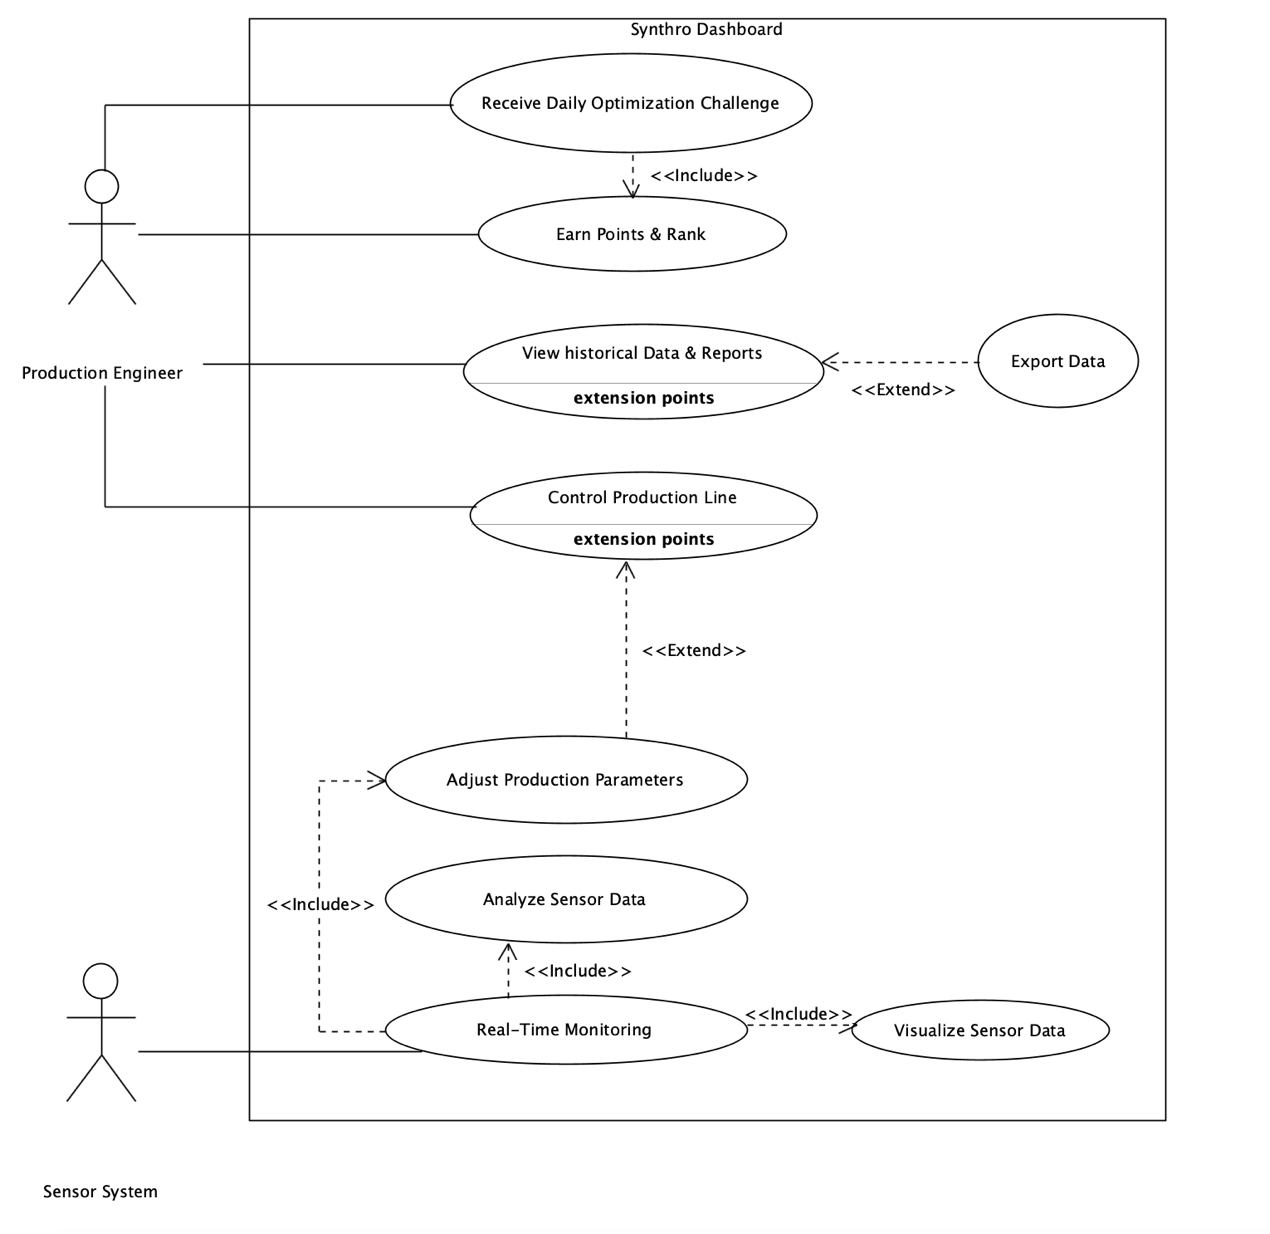 Synthro Dashboard
Receive Daily Optimization Challenge
<<Include>>
Earn Points & Rank
View historical Data & Reports
extension points
Export Data
<<Extend>>
Production Engineer
Control Production Line
extension points
<<Extend>>
Adjust Production Parameters
Analyze Sensor Data
<<Include>>
<<Include>>
<<Include>>
Real-Time Monitoring
Visualize Sensor Data
Sensor System